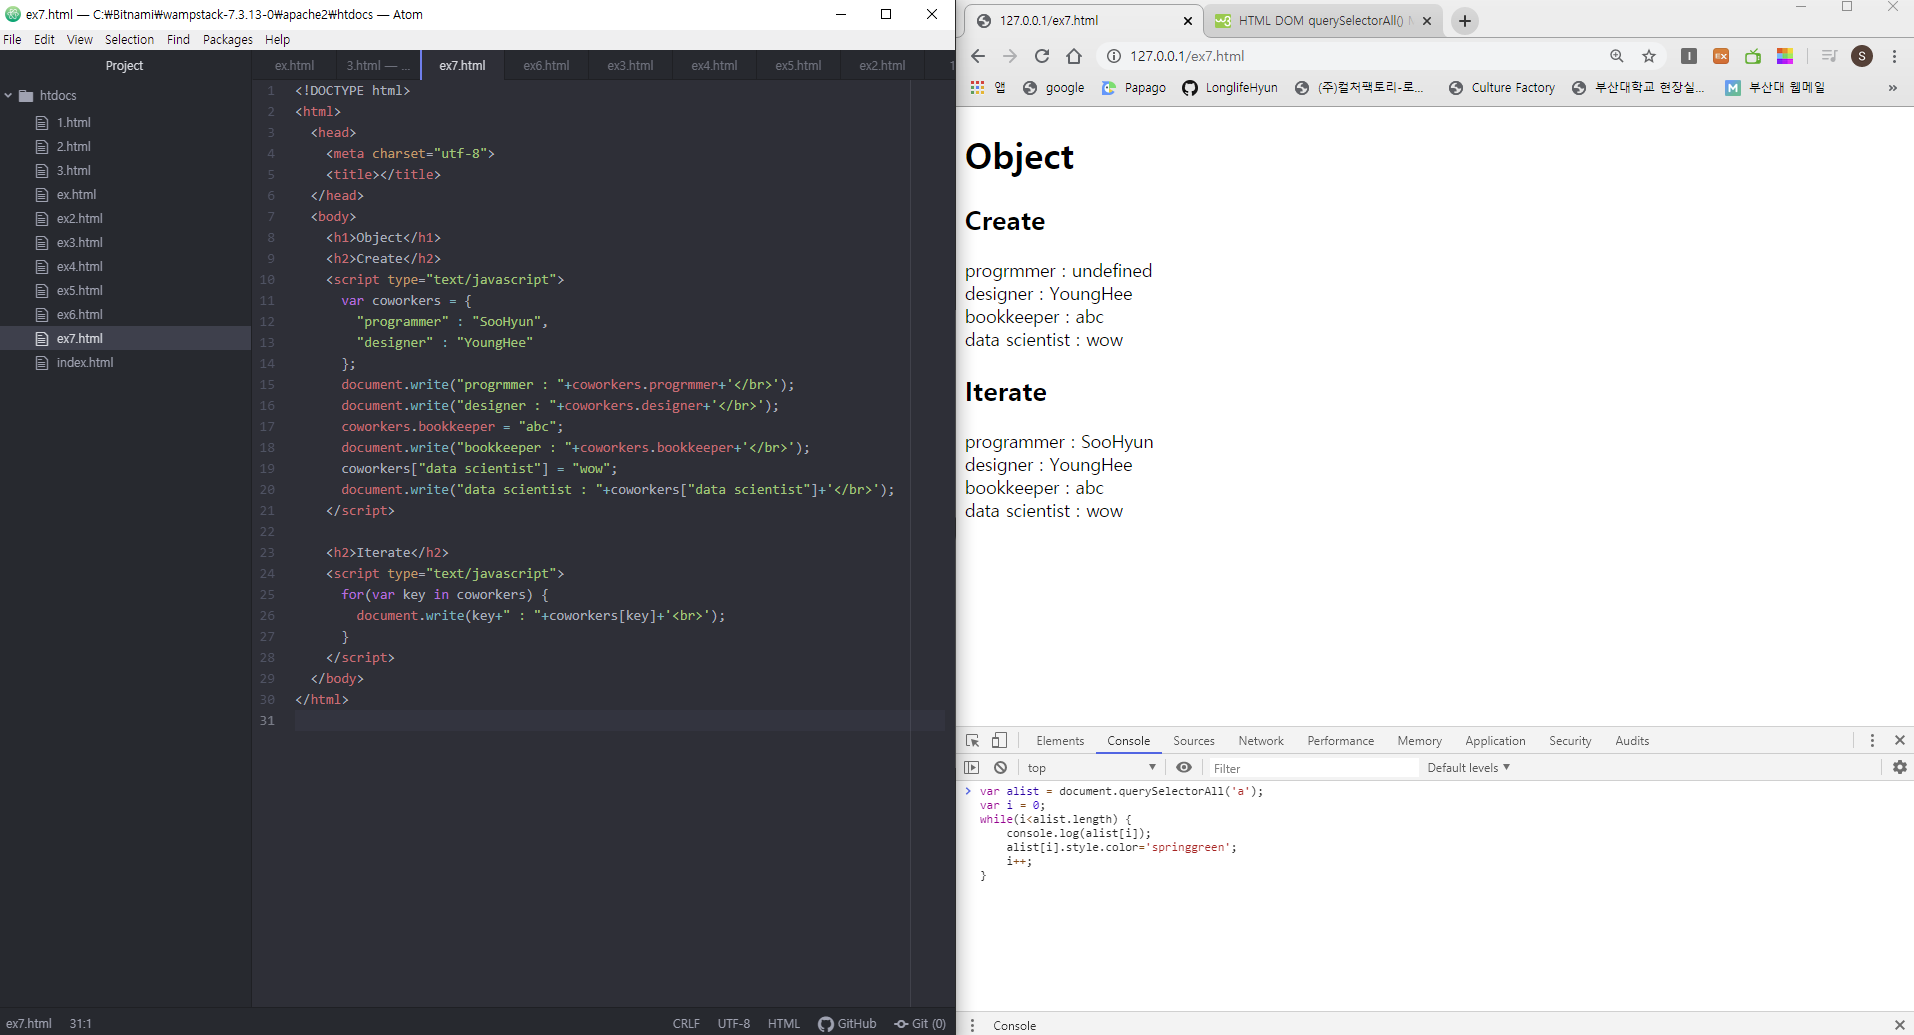 ex7.html — C:₩Bitnami₩wampstack-7.3.13-0₩apache2₩htdocs — Atom
File Edit View Selection Find Packages Help
Project
htdocs
1.html
2.html
3.html
ex.html
ex2.html
ex3.html
ex4.html
ex5.html
ex6.html
ex7.html
index.html
ex.html 3.html — ... ex7.html ex6.html ex3.html ex4.html ex5.html ex2.html 1
1 <!DOCTYPE html>
2 <html>
3 <head>
4 <meta charset="utf-8">
5 <title></title>
6 </head>
7 <body>
8 <h1>Object</h1>
9 <h2>Create</h2>
10 <script type="text/javascript">
11 var coworkers = {
12 "programmer" : "SooHyun",
13 "designer" : "YoungHee"
14 };
15 document.write("progrmmer : "+coworkers.progrmmer+'</br>');
16 document.write("designer : "+coworkers.designer+'</br>');
17 coworkers.bookkeeper = "abc";
18 document.write("bookkeeper : "+coworkers.bookkeeper+'</br>');
19 coworkers["data scientist"] = "wow";
20 document.write("data scientist : "+coworkers["data scientist"]+'</br>');
21 </script>
22
23 <h2>Iterate</h2>
24 <script type="text/javascript">
25 for(var key in coworkers) {
26 document.write(key+" : "+coworkers[key]+'<br>');
27 }
28 </script>
29 </body>
30 </html>
31
ex7.html 31:1 CRLF UTF-8 HTML GitHub Git (0)
127.0.0.1/ex7.html
HTML DOM querySelectorAll() M
127.0.0.1/ex7.html
S
앱 google Papago LonglifeHyun (주)컬처팩토리-로... Culture Factory 부산대학교 현장실... 부산대 웹메일 »
Object
Create
progrmmer : undefined
designer : YoungHee
bookkeeper : abc
data scientist : wow
Iterate
programmer : SooHyun
designer : YoungHee
bookkeeper : abc
data scientist : wow
Elements Console Sources Network Performance Memory Application Security Audits
top Filter Default levels
var alist = document.querySelectorAll('a');
var i = 0;
while(i<alist.length) {
console.log(alist[i]);
alist[i].style.color='springgreen';
i++;
}
Console